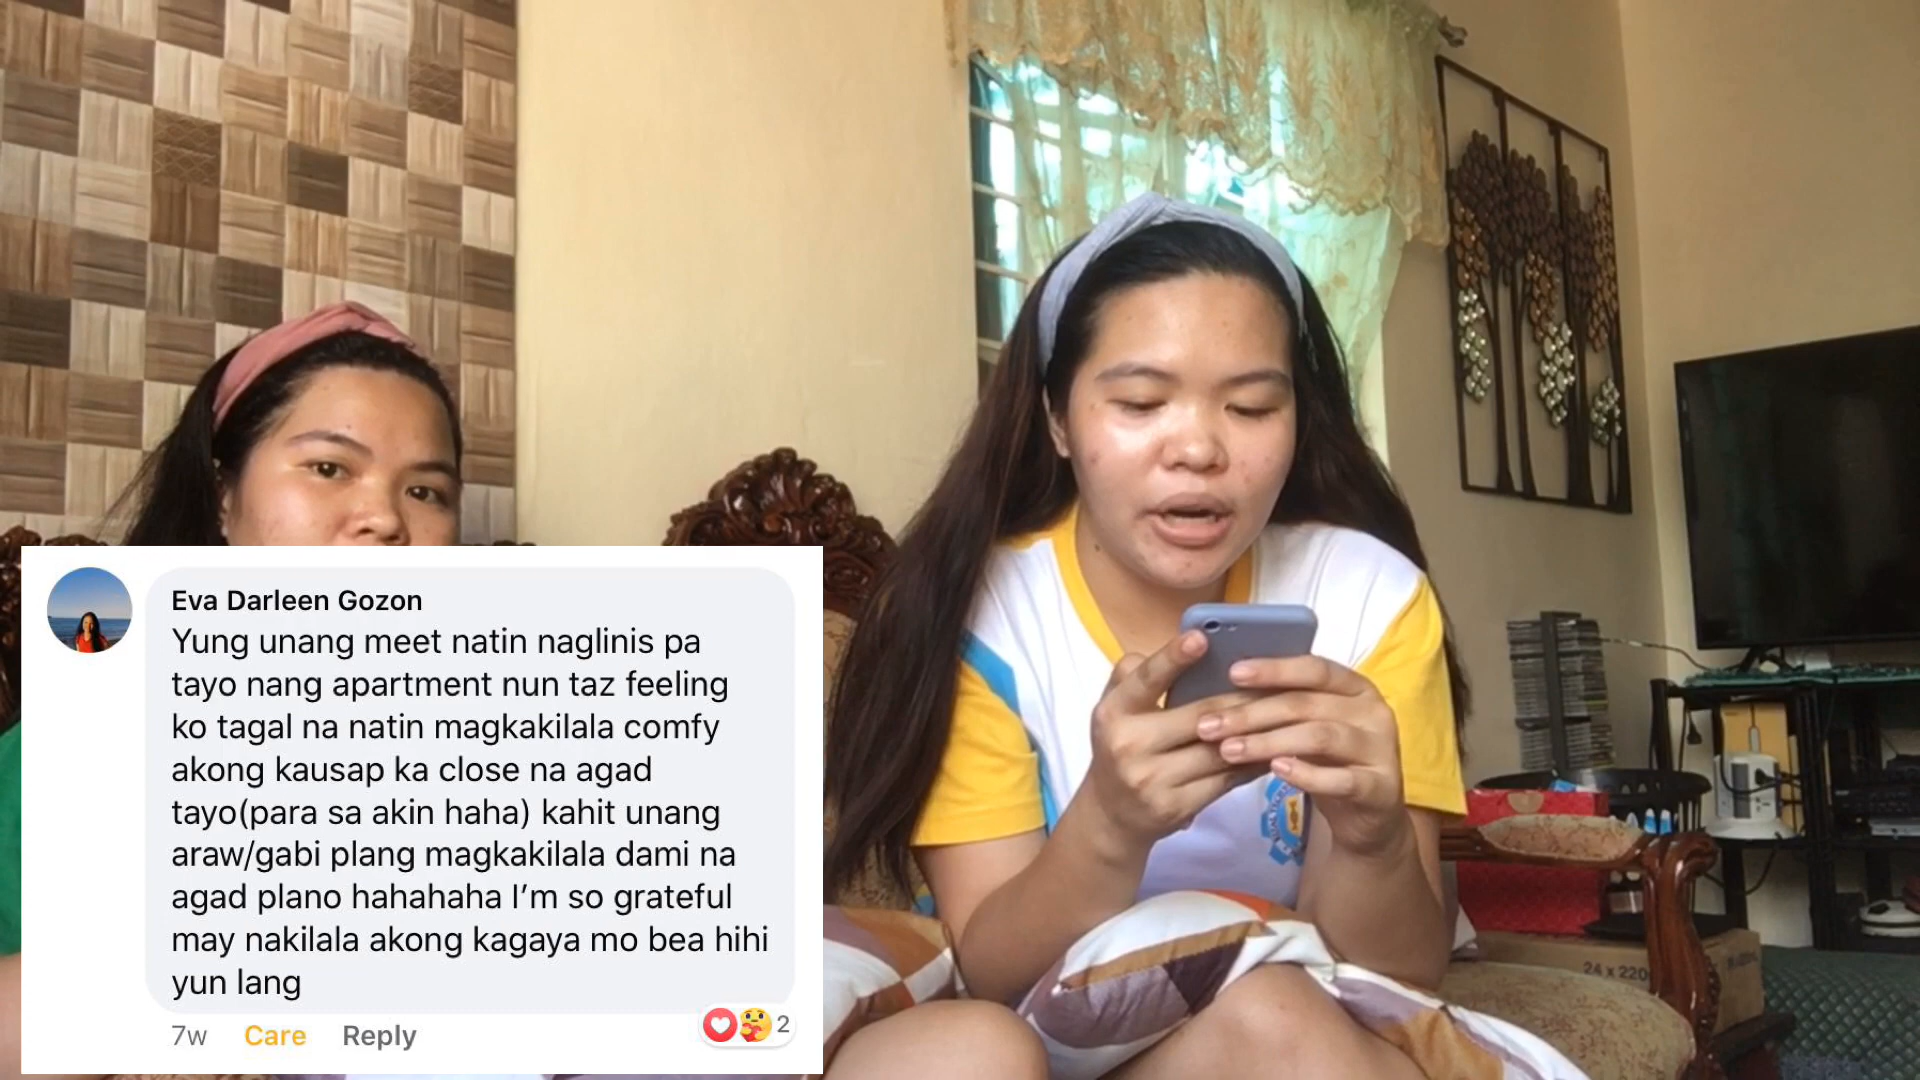 Eva Darleen Gozon
Yung unang meet natin naglinis pa
tayo nang apartment nun taz feeling
ko tagal na natin magkakilala comfy
akong kausap ka close na agad
tayo(para sa akin haha) kahit unang
araw/gabi plang magkakilala dami na
agad plano hahahaha I’m so grateful
may nakilala akong kagaya mo bea hihi
yun lang
7w Care Reply 2
24 x 220